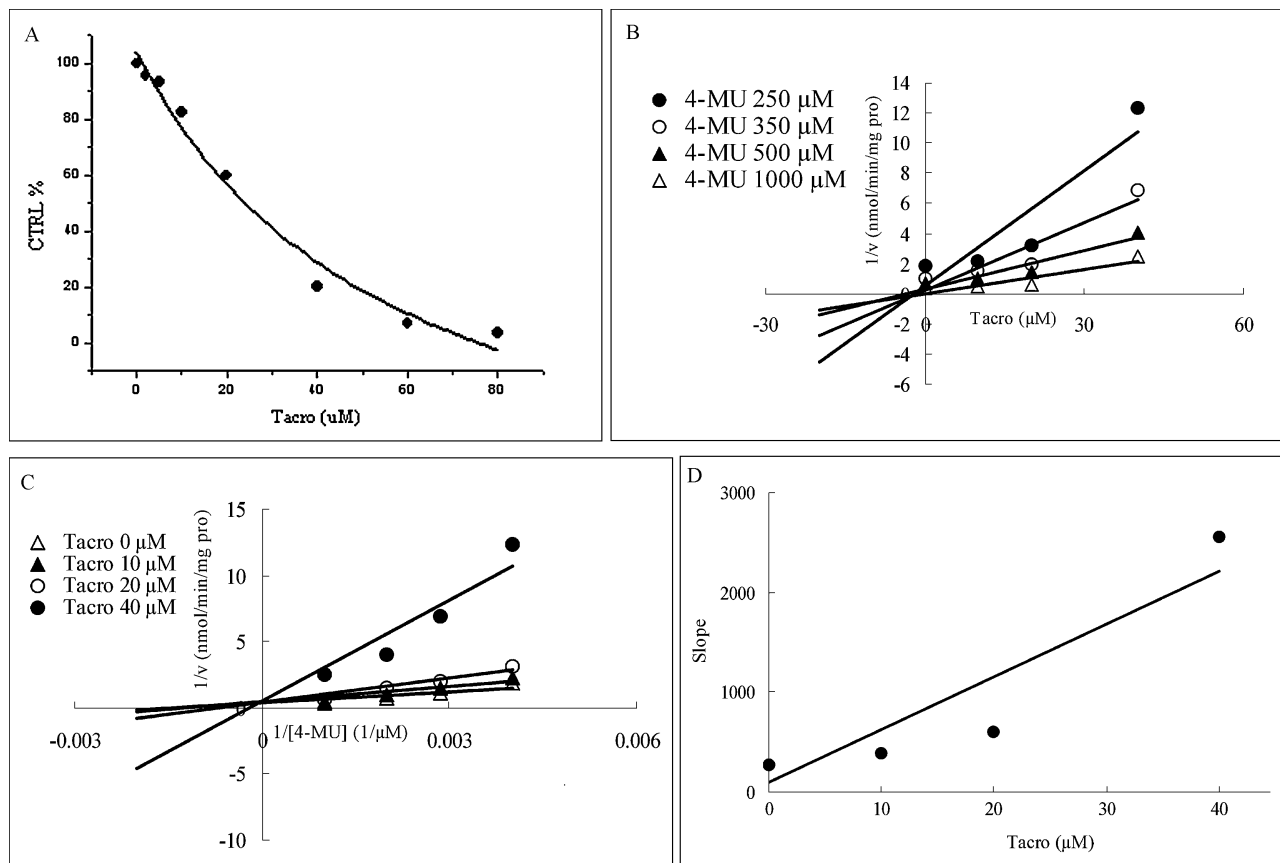 A
CTRL %
100
80
60
40
20
0
0
20
40
60
80
Tacro (uM)
B
4-MU 250 µM
4-MU 350 µM
4-MU 500 µM
4-MU 1000 µM
1/v (nmol/min/mg pro)
14
12
10
8
6
4
2
0
-2
-4
-6
-30
0
30
60
Tacro (µM)
C
Tacro 0 µM
Tacro 10 µM
Tacro 20 µM
Tacro 40 µM
1/v (nmol/min/mg pro)
15
10
5
0
-5
-10
-0.003
0
0.003
0.006
1/[4-MU] (1/µM)
D
Slope
3000
2000
1000
0
0
10
20
30
40
Tacro (µM)